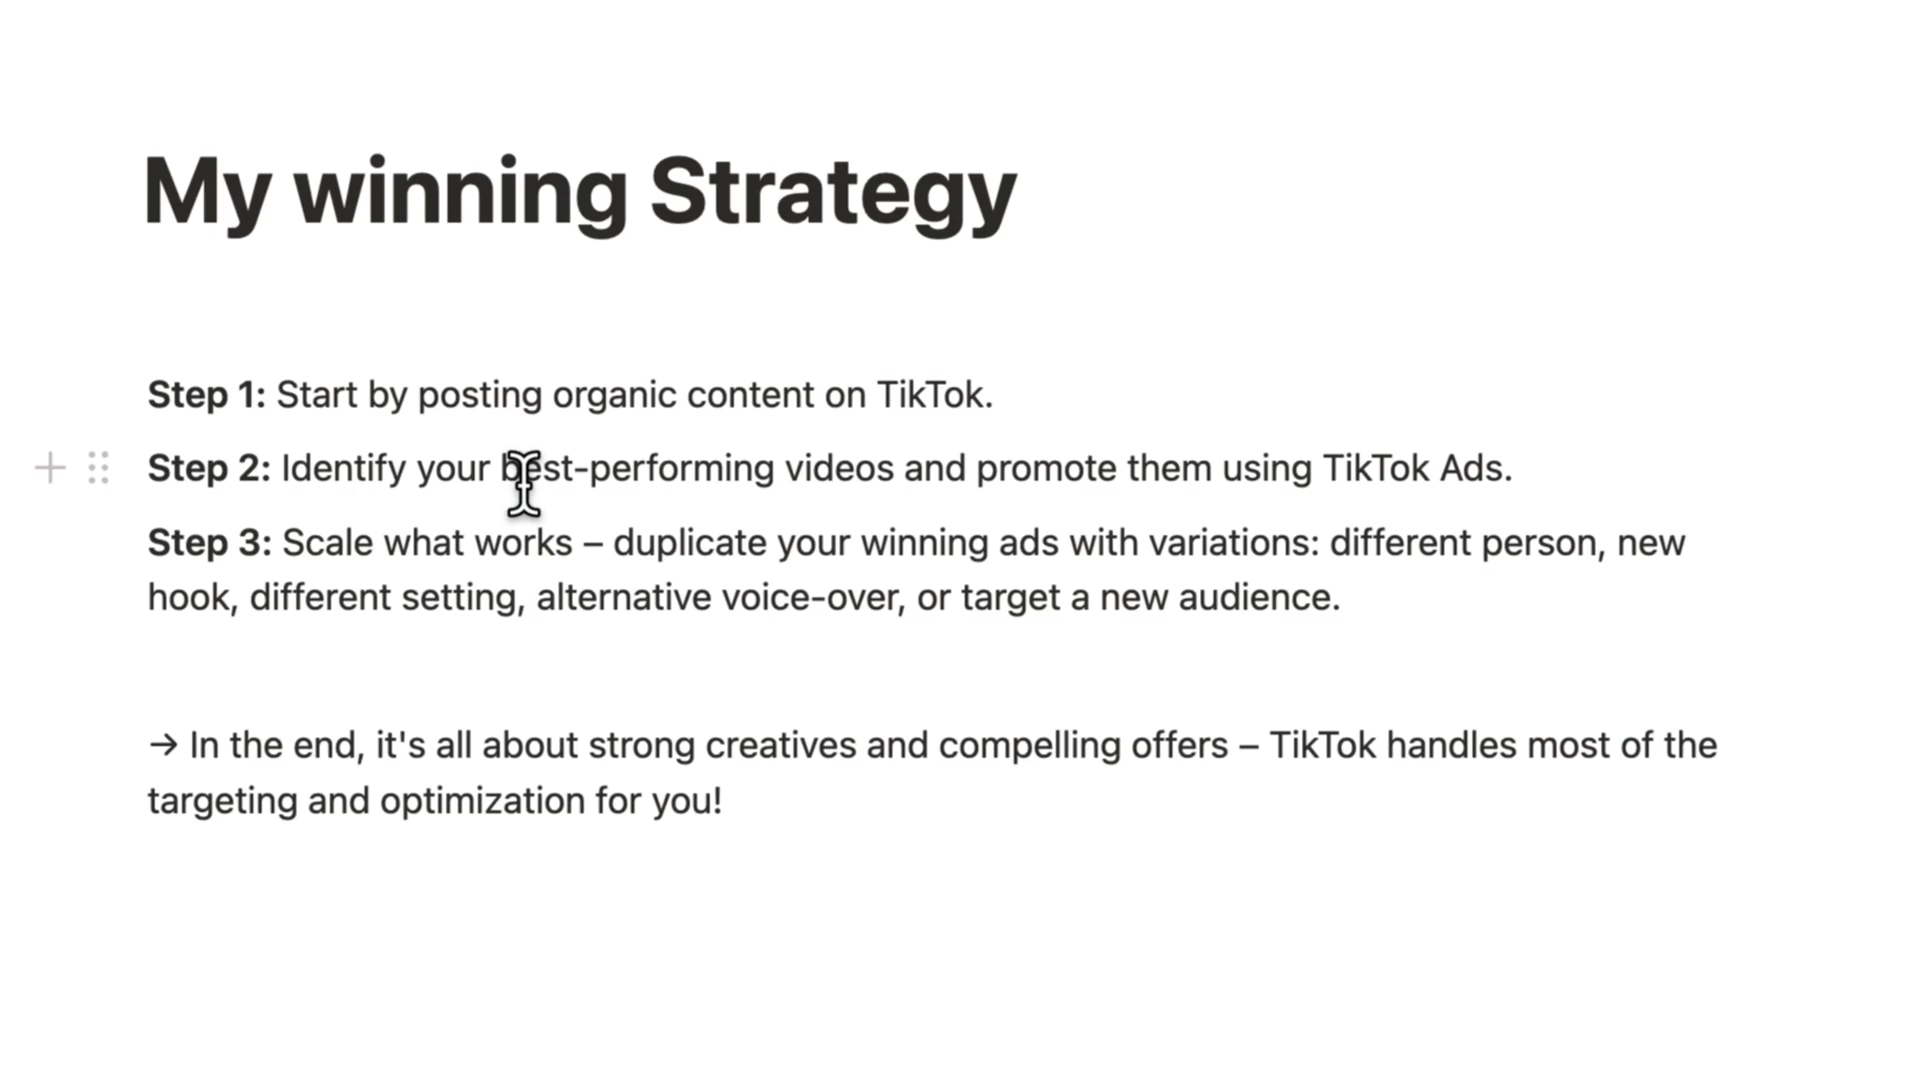 My winning Strategy
Step 1: Start by posting organic content on TikTok.
Step 2: Identify your best-performing videos and promote them using TikTok Ads.
Step 3: Scale what works – duplicate your winning ads with variations: different person, new
hook, different setting, alternative voice-over, or target a new audience.
→ In the end, it's all about strong creatives and compelling offers – TikTok handles most of the
targeting and optimization for you!